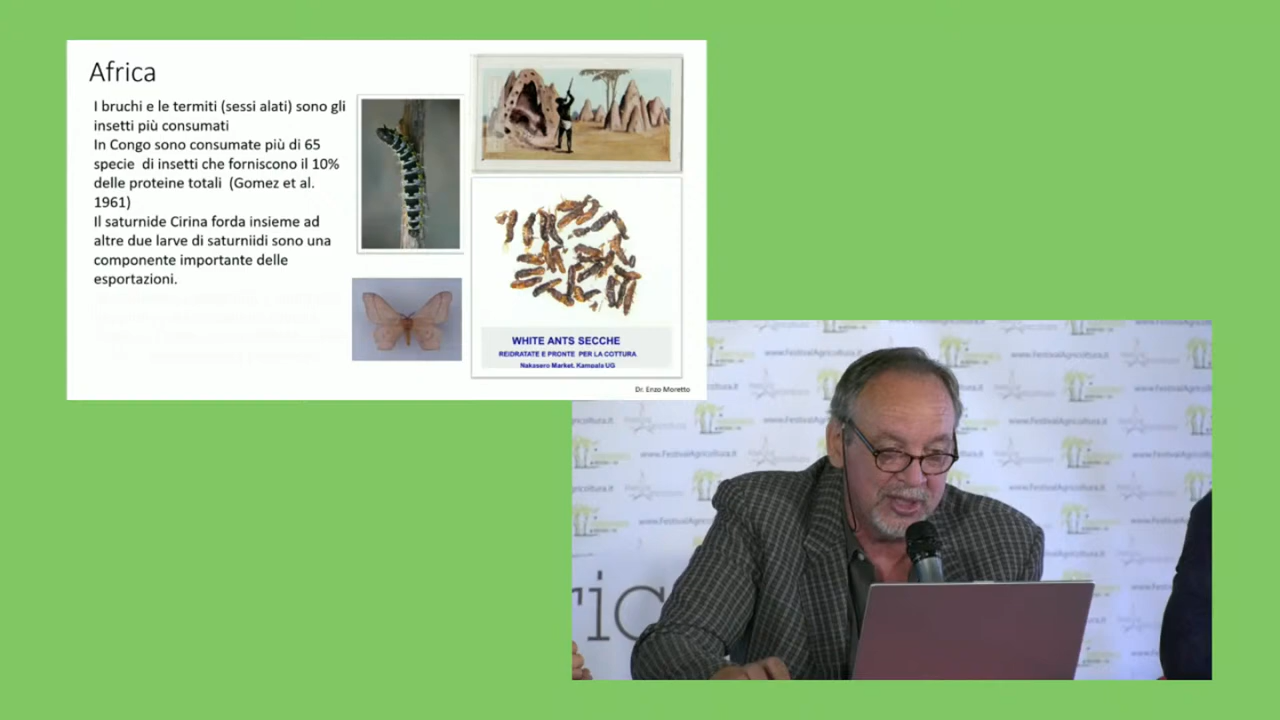 Africa
I bruchi e le termiti (sessi alati) sono gli
insetti più consumati
In Congo sono consumate più di 65
specie di insetti che forniscono il 10%
delle proteine totali (Gomez et al.
1961)
Il saturnide Cirina forda insieme ad
altre due larve di saturniidi sono una
componente importante delle
esportazioni.
WHITE ANTS SECCHE
REIDRATATE E PRONTE PER LA COTTURA
Nakasero Market. Kampala UG
Dr. Enzo Moretto
www.FestivalAgricoltura.it
ric